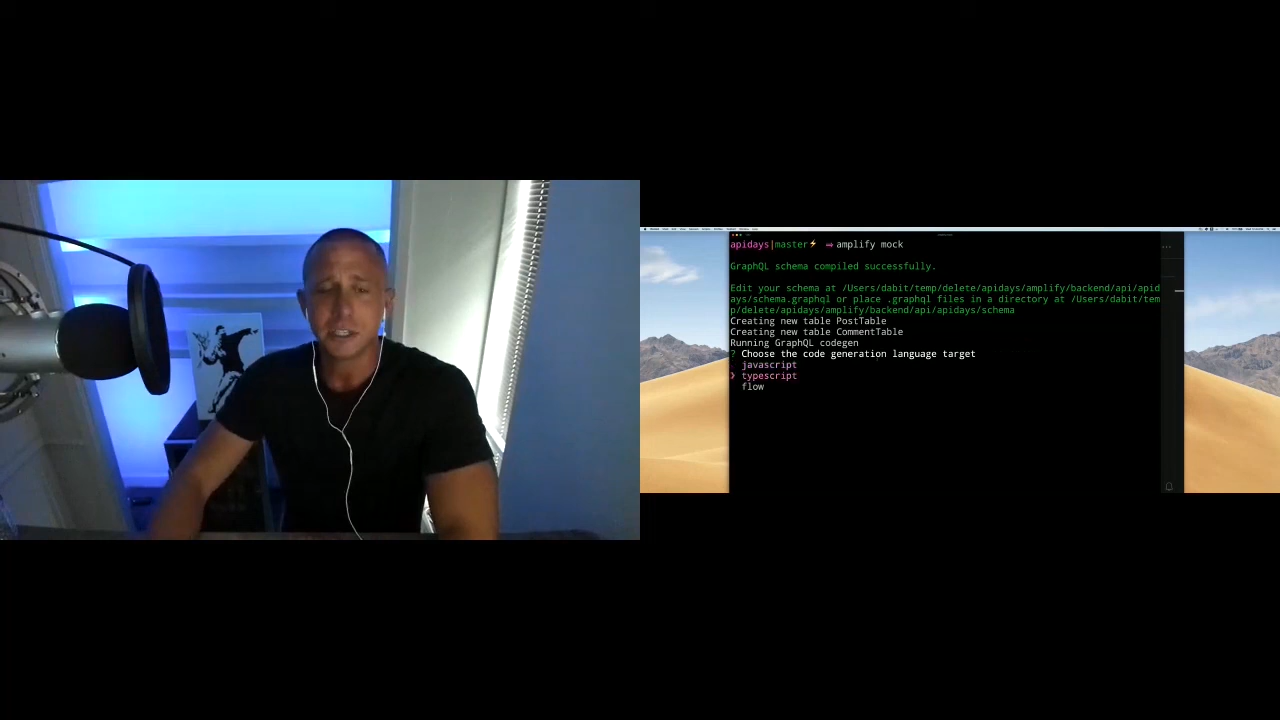 apidays|master⚡ ⇒ amplify mock
GraphQL schema compiled successfully.
Edit your schema at /Users/dabit/temp/delete/apidays/amplify/backend/api/apid
ays/schema.graphql or place .graphql files in a directory at /Users/dabit/tem
p/delete/apidays/amplify/backend/api/apidays/schema
Creating new table PostTable
Creating new table CommentTable
Running GraphQL codegen
? Choose the code generation language target
javascript
❯ typescript
flow